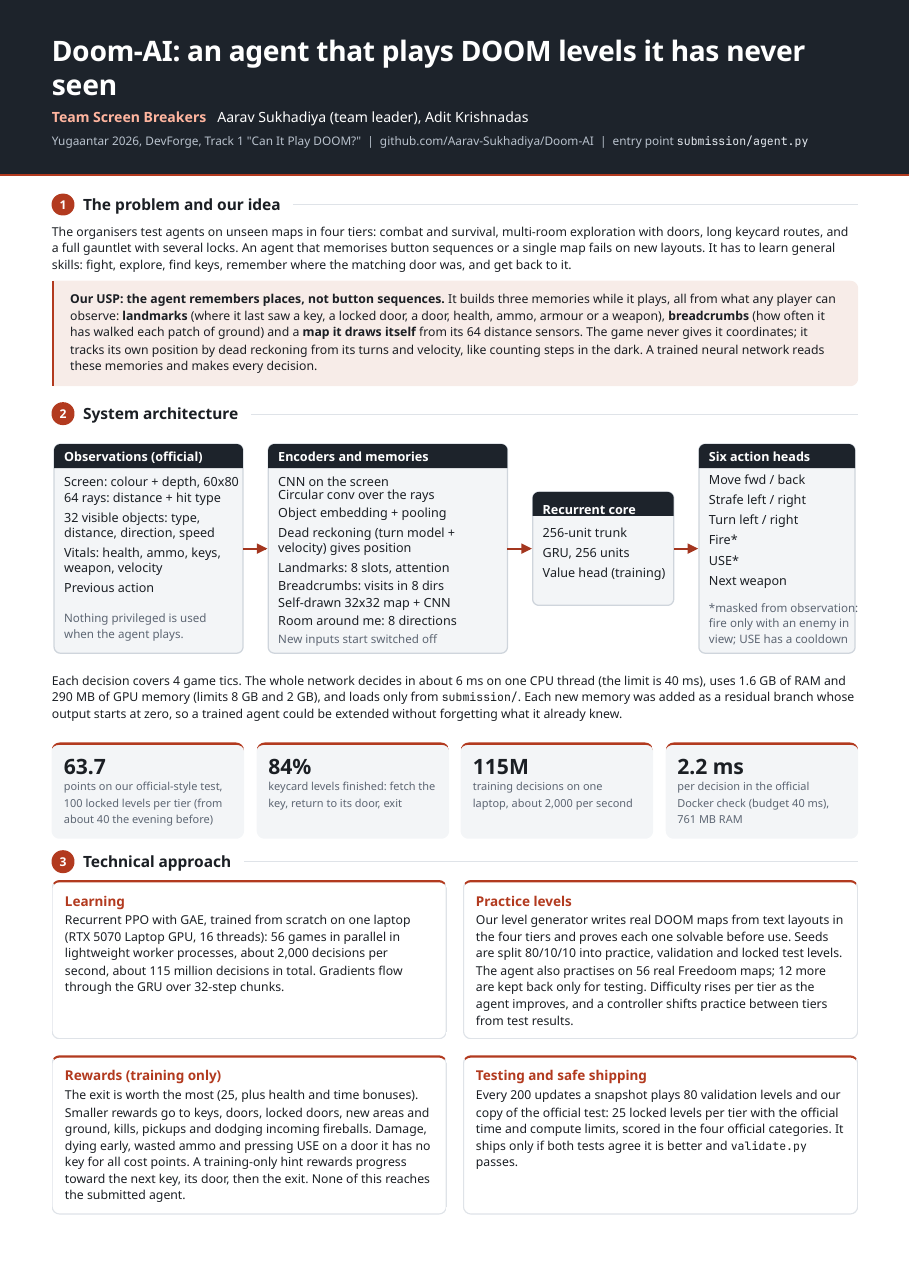 Doom-AI: an agent that plays DOOM levels it has never
seen
Team Screen Breakers Aarav Sukhadiya (team leader), Adit Krishnadas
Yugaantar 2026, DevForge, Track 1 "Can It Play DOOM?" | github.com/Aarav-Sukhadiya/Doom-AI | entry point submission/agent.py
1 The problem and our idea
The organisers test agents on unseen maps in four tiers: combat and survival, multi-room exploration with doors, long keycard routes, and
a full gauntlet with several locks. An agent that memorises button sequences or a single map fails on new layouts. It has to learn general
skills: fight, explore, find keys, remember where the matching door was, and get back to it.
Our USP: the agent remembers places, not button sequences. It builds three memories while it plays, all from what any player can
observe: landmarks (where it last saw a key, a locked door, a door, health, ammo, armour or a weapon), breadcrumbs (how often it
has walked each patch of ground) and a map it draws itself from its 64 distance sensors. The game never gives it coordinates; it
tracks its own position by dead reckoning from its turns and velocity, like counting steps in the dark. A trained neural network reads
these memories and makes every decision.
2 System architecture
Observations (official)
Screen: colour + depth, 60x80
64 rays: distance + hit type
32 visible objects: type,
distance, direction, speed
Vitals: health, ammo, keys,
weapon, velocity
Previous action
Nothing privileged is used
when the agent plays.
Encoders and memories
CNN on the screen
Circular conv over the rays
Object embedding + pooling
Dead reckoning (turn model +
velocity) gives position
Landmarks: 8 slots, attention
Breadcrumbs: visits in 8 dirs
Self-drawn 32x32 map + CNN
Room around me: 8 directions
New inputs start switched off
Recurrent core
256-unit trunk
GRU, 256 units
Value head (training)
Six action heads
Move fwd / back
Strafe left / right
Turn left / right
Fire*
USE*
Next weapon
*masked from observation:
fire only with an enemy in
view; USE has a cooldown
Each decision covers 4 game tics. The whole network decides in about 6 ms on one CPU thread (the limit is 40 ms), uses 1.6 GB of RAM and
290 MB of GPU memory (limits 8 GB and 2 GB), and loads only from submission/. Each new memory was added as a residual branch whose
output starts at zero, so a trained agent could be extended without forgetting what it already knew.
63.7
points on our official-style test,
100 locked levels per tier (from
about 40 the evening before)
84%
keycard levels finished: fetch the
key, return to its door, exit
115M
training decisions on one
laptop, about 2,000 per second
2.2 ms
per decision in the official
Docker check (budget 40 ms),
761 MB RAM
3 Technical approach
Learning
Recurrent PPO with GAE, trained from scratch on one laptop
(RTX 5070 Laptop GPU, 16 threads): 56 games in parallel in
lightweight worker processes, about 2,000 decisions per
second, about 115 million decisions in total. Gradients flow
through the GRU over 32-step chunks.
Practice levels
Our level generator writes real DOOM maps from text layouts in
the four tiers and proves each one solvable before use. Seeds
are split 80/10/10 into practice, validation and locked test levels.
The agent also practises on 56 real Freedoom maps; 12 more
are kept back only for testing. Difficulty rises per tier as the
agent improves, and a controller shifts practice between tiers
from test results.
Rewards (training only)
The exit is worth the most (25, plus health and time bonuses).
Smaller rewards go to keys, doors, locked doors, new areas and
ground, kills, pickups and dodging incoming fireballs. Damage,
dying early, wasted ammo and pressing USE on a door it has no
key for all cost points. A training-only hint rewards progress
toward the next key, its door, then the exit. None of this reaches
the submitted agent.
Testing and safe shipping
Every 200 updates a snapshot plays 80 validation levels and our
copy of the official test: 25 locked levels per tier with the official
time and compute limits, scored in the four official categories. It
ships only if both tests agree it is better and validate.py
passes.